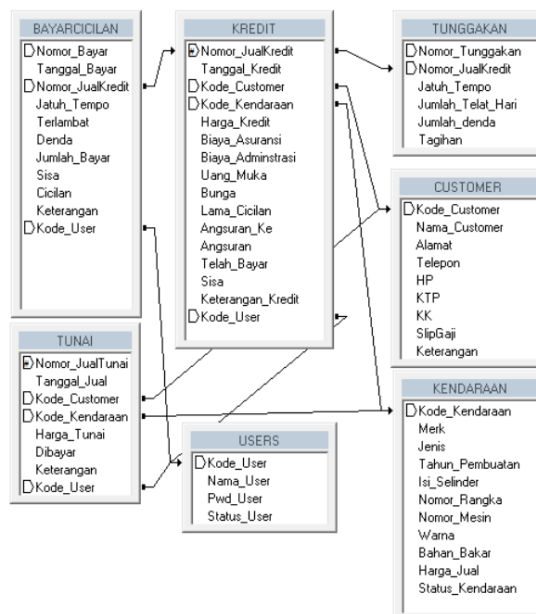 BAYARCICILAN
Nomor_Bayar
Tanggal_Bayar
Nomor_JualKredit
Jatuh_Tempo
Terlambat
Denda
Jumlah_Bayar
Sisa
Cicilan
Keterangan
Kode_User
KREDIT
Nomor_JualKredit
Tanggal_Kredit
Kode_Customer
Kode_Kendaraan
Harga_Kredit
Biaya_Asuransi
Biaya_Adminstrasi
Uang_Muka
Bunga
Lama_Cicilan
Angsuran_Ke
Angsuran
Telah_Bayar
Sisa
Keterangan_Kredit
Kode_User
TUNGGAKAN
Nomor_Tunggakan
Nomor_JualKredit
Jatuh_Tempo
Jumlah_Telat_Hari
Jumlah_denda
Tagihan
CUSTOMER
Kode_Customer
Nama_Customer
Alamat
Telepon
HP
KTP
KK
SlipGaji
Keterangan
TUNAI
Nomor_JualTunai
Tanggal_Jual
Kode_Customer
Kode_Kendaraan
Harga_Tunai
Dibayar
Keterangan
Kode_User
USERS
Kode_User
Nama_User
Pwd_User
Status_User
KENDARAAN
Kode_Kendaraan
Merk
Jenis
Tahun_Pembuatan
Isi_Selinder
Nomor_Rangka
Nomor_Mesin
Warna
Bahan_Bakar
Harga_Jual
Status_Kendaraan